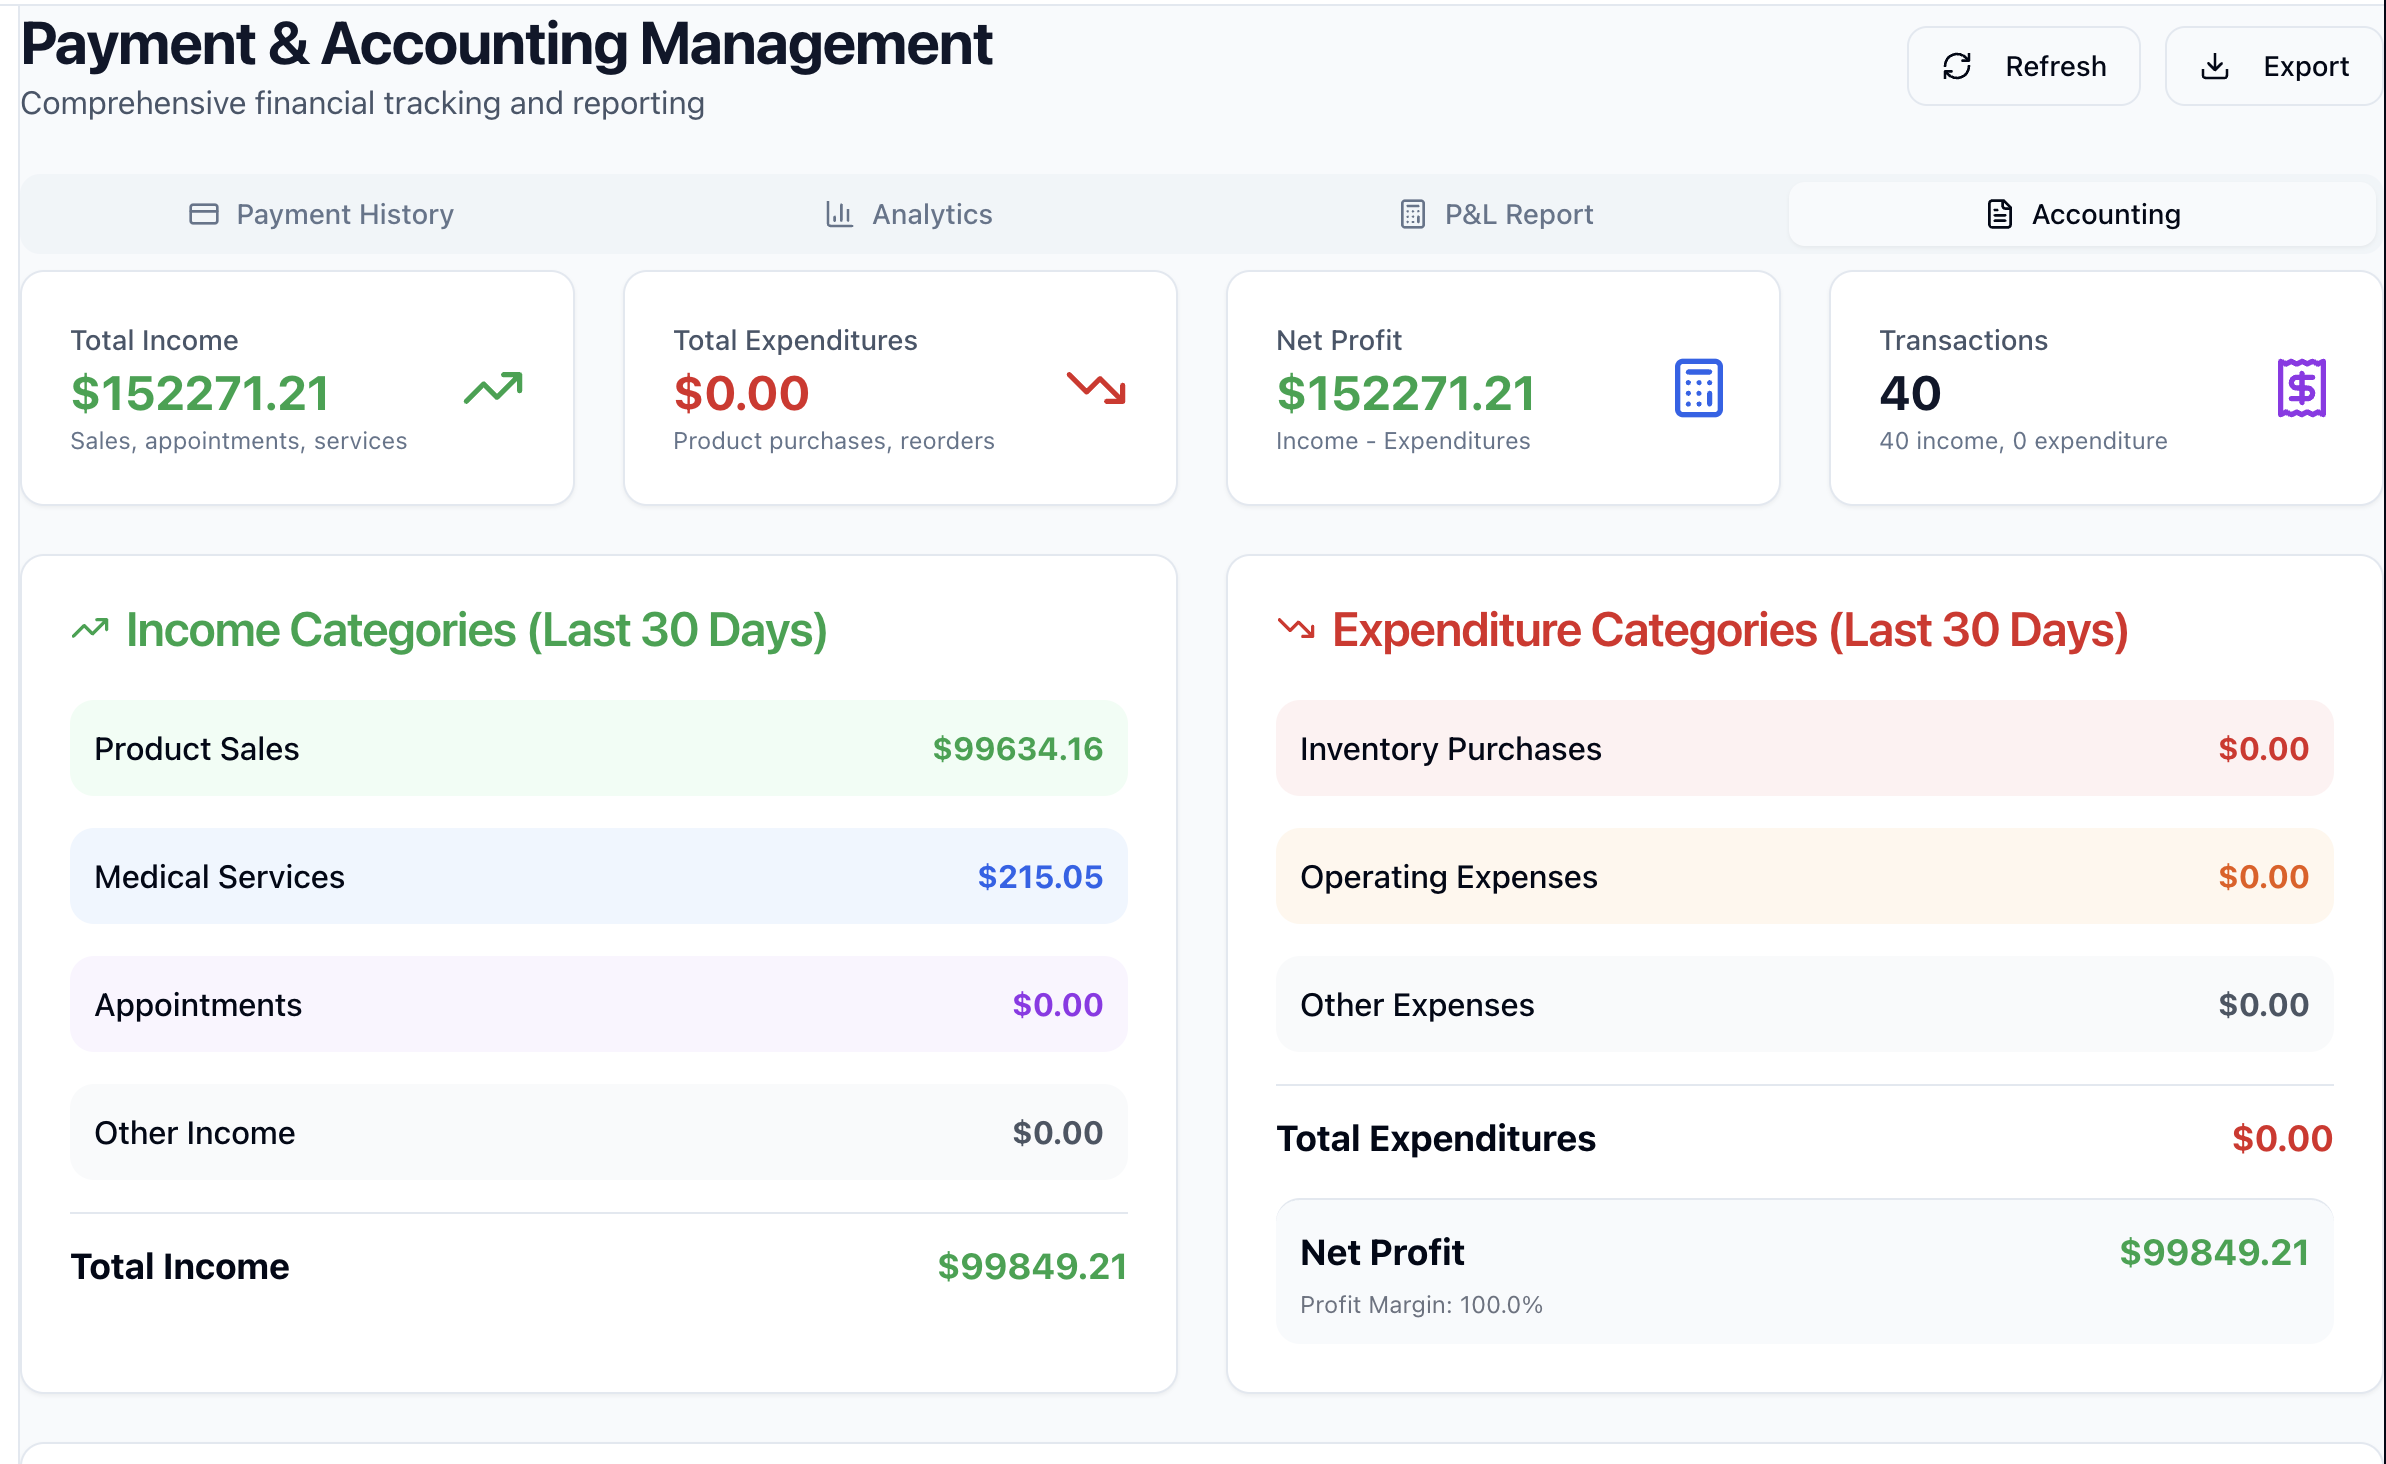 Payment & Accounting Management
Comprehensive financial tracking and reporting
Refresh
Export
Payment History
Analytics
P&L Report
Accounting
Total Income
$152271.21
Sales, appointments, services
Total Expenditures
$0.00
Product purchases, reorders
Net Profit
$152271.21
Income - Expenditures
Transactions
40
40 income, 0 expenditure
Income Categories (Last 30 Days)
Product Sales $99634.16
Medical Services $215.05
Appointments $0.00
Other Income $0.00
Total Income $99849.21
Expenditure Categories (Last 30 Days)
Inventory Purchases $0.00
Operating Expenses $0.00
Other Expenses $0.00
Total Expenditures $0.00
Net Profit $99849.21
Profit Margin: 100.0%